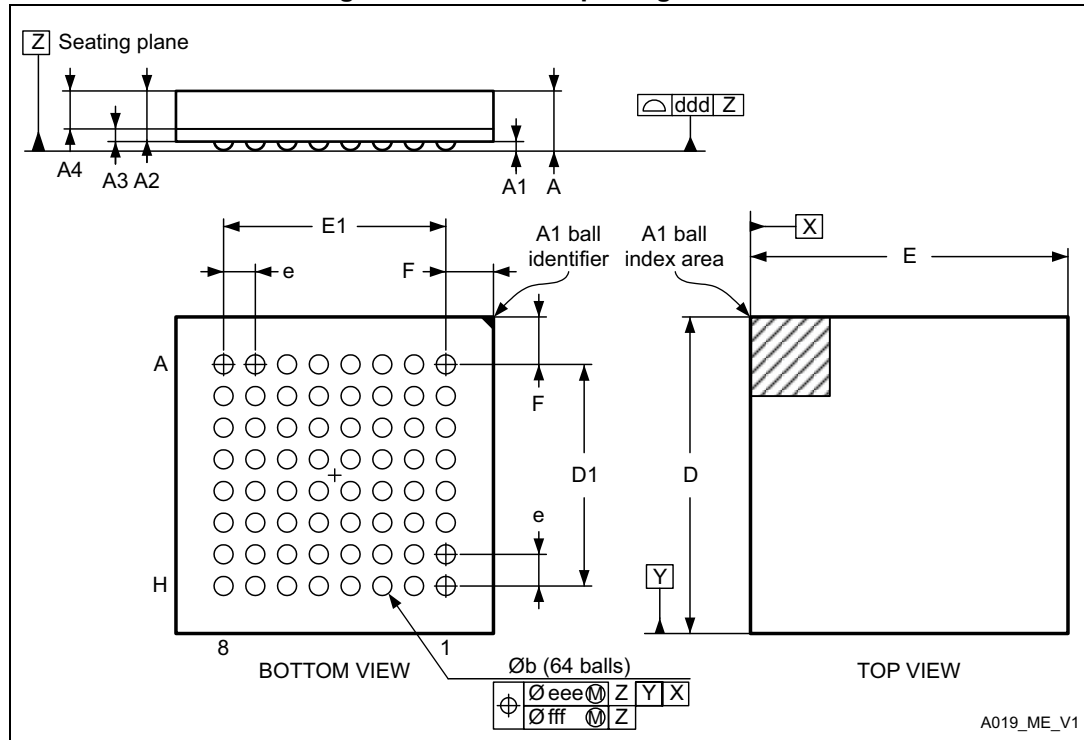 Z Seating plane
ddd Z
A4
A3 A2
A1
A
E1
e
F
A1 ball
identifier
A1 ball
index area
X
E
A
F
D1
D
e
H
Y
8
1
BOTTOM VIEW
Øb (64 balls)
TOP VIEW
Ø eee Ⓜ Z Y X
Ø fff Ⓜ Z
A019_ME_V1